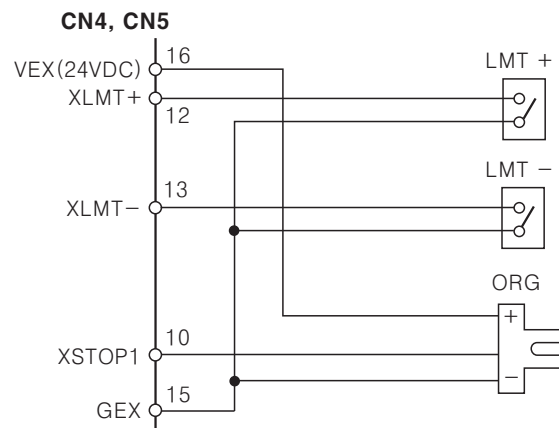 CN4, CN5
16
VEX(24VDC)
LMT +
XLMT+
12
13
LMT −
XLMT−
ORG
+
10
XSTOP1
15
−
GEX